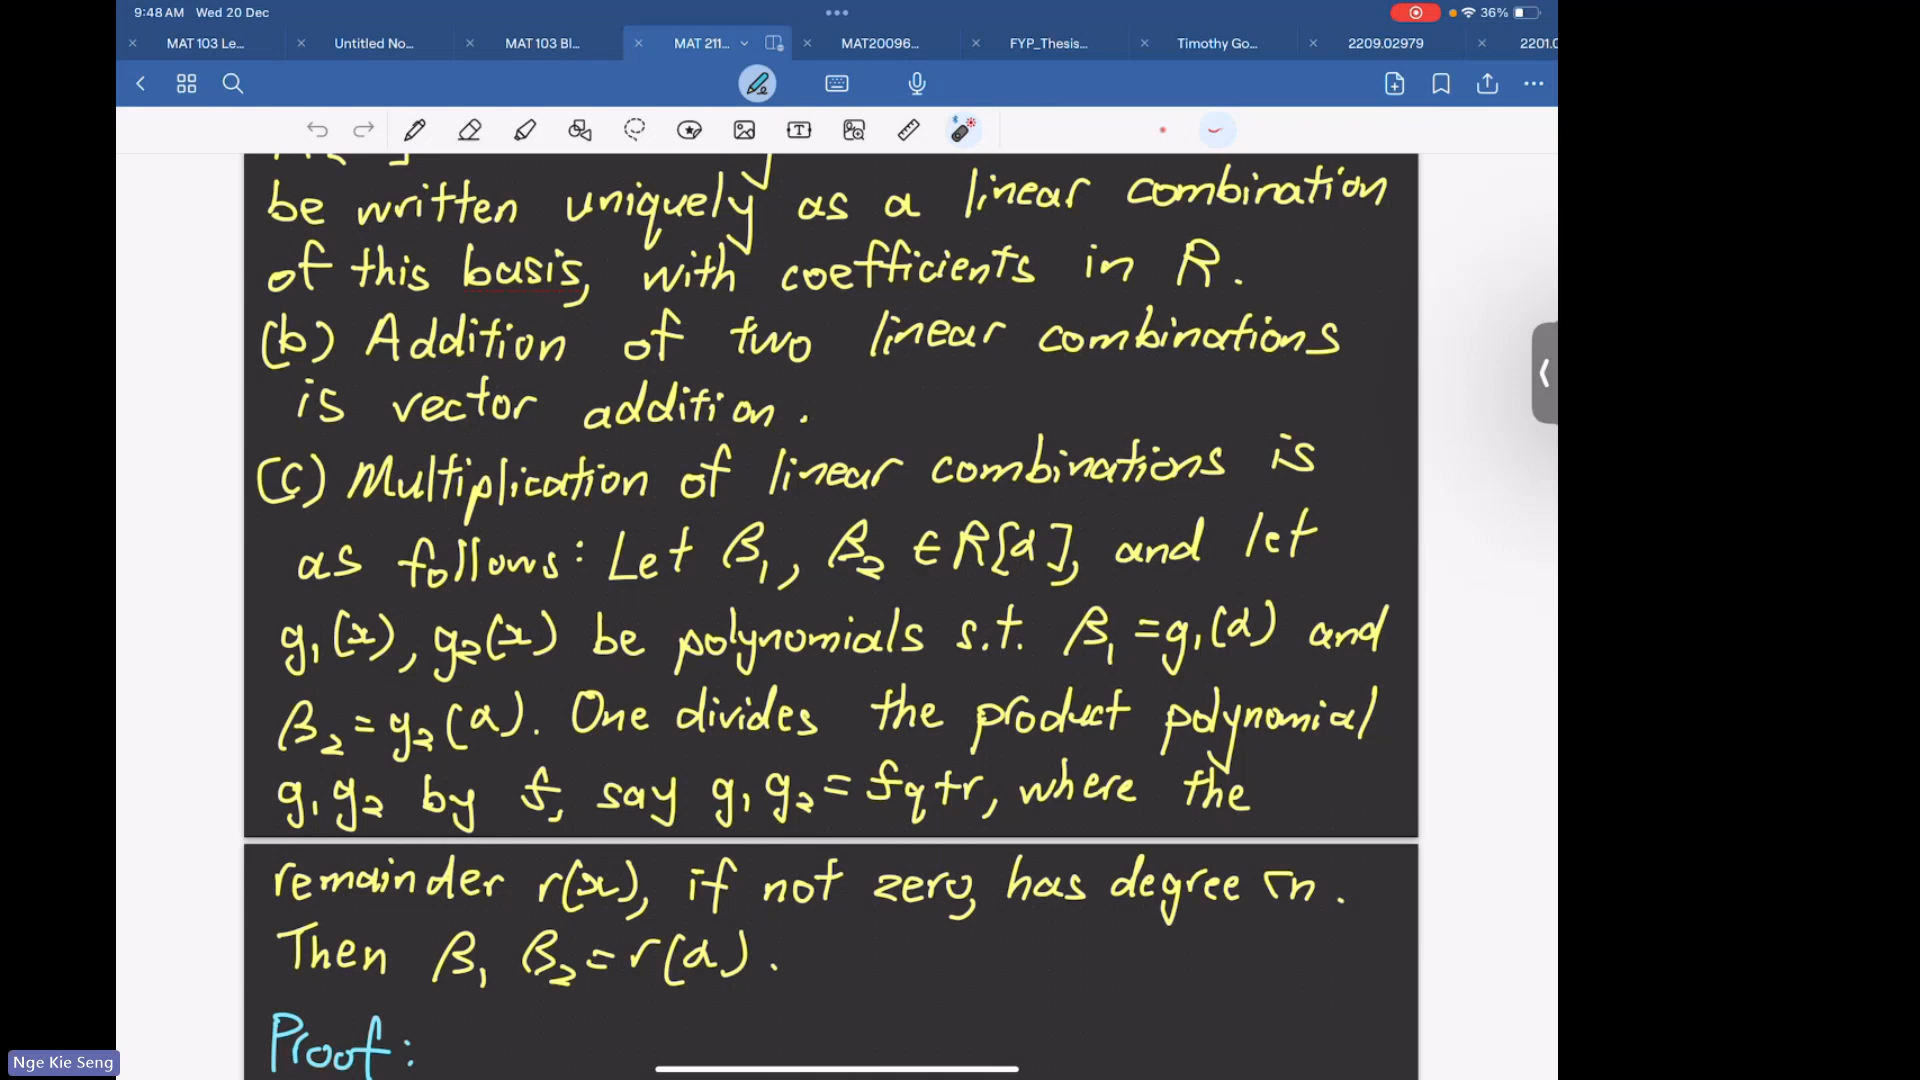 9:48 AM Wed 20 Dec
36%
MAT 103 Le...
Untitled No...
MAT 103 Bl...
MAT 211...
MAT20096...
FYP_Thesis...
Timothy Go...
2209.02979
2201.0
be written uniquely as a linear combination
of this basis, with coefficients in R.
(b) Addition of two linear combinations
is vector addition.
(c) Multiplication of linear combinations is
as follows: Let β₁, β₂ ∈ R[α], and let
g₁(x), g₂(x) be polynomials s.t. β₁ = g₁(α) and
β₂ = g₂(α). One divides the product polynomial
g₁g₂ by f, say g₁g₂ = fq+r, where the
remainder r(x), if not zero, has degree <n.
Then β₁ β₂ = r(α).
Proof:
Nge Kie Seng